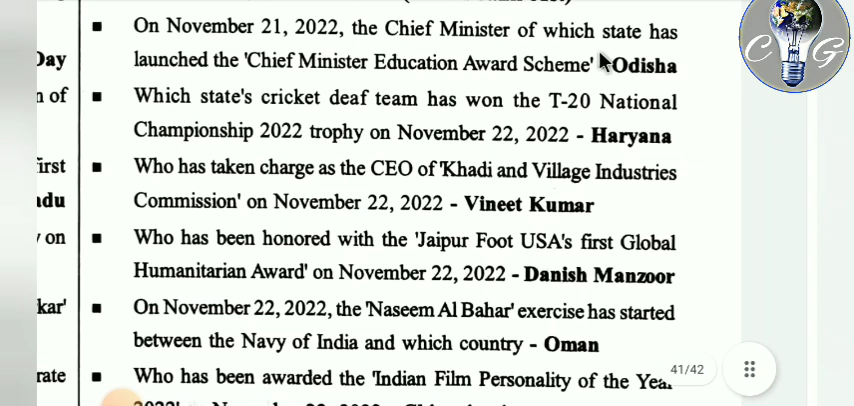 On November 21, 2022, the Chief Minister of which state has
Day
launched the 'Chief Minister Education Award Scheme' Odisha
n of
Which state's cricket deaf team has won the T-20 National
Championship 2022 trophy on November 22, 2022 - Haryana
first
Who has taken charge as the CEO of 'Khadi and Village Industries
adu
Commission' on November 22, 2022 - Vineet Kumar
y on
Who has been honored with the 'Jaipur Foot USA's first Global
Humanitarian Award' on November 22, 2022 - Danish Manzoor
kar'
On November 22, 2022, the 'Naseem Al Bahar' exercise has started
between the Navy of India and which country - Oman
rate
Who has been awarded the 'Indian Film Personality of the Year
41/42
C G